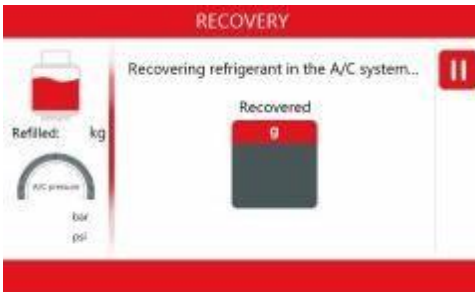 RECOVERY
Recovering refrigerant in the A/C system...
Recovered
g
Refilled: kg
A/C pressure
bar
psi